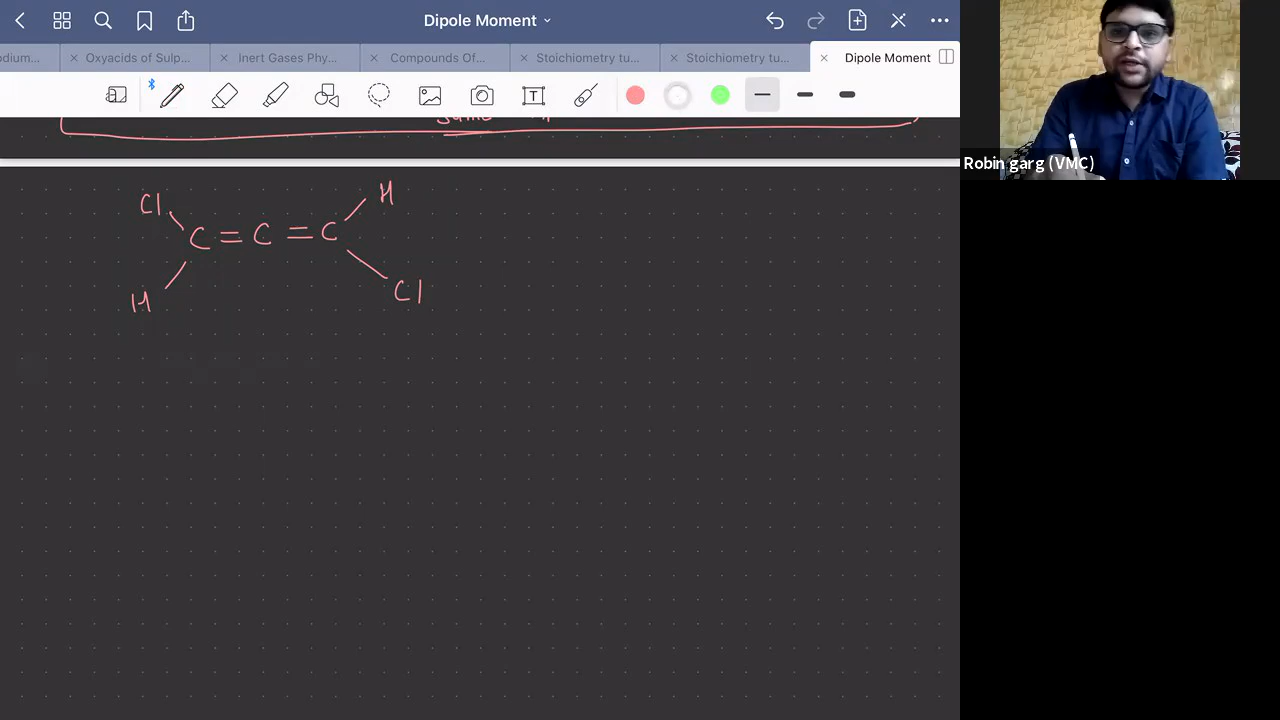 Dipole Moment
odium...
Oxyacids of Sulp...
Inert Gases Phy...
Compounds Of...
Stoichiometry tu...
Stoichiometry tu...
Dipole Moment
T
Robin garg (VMC)
Cl H
C = C = C
H Cl